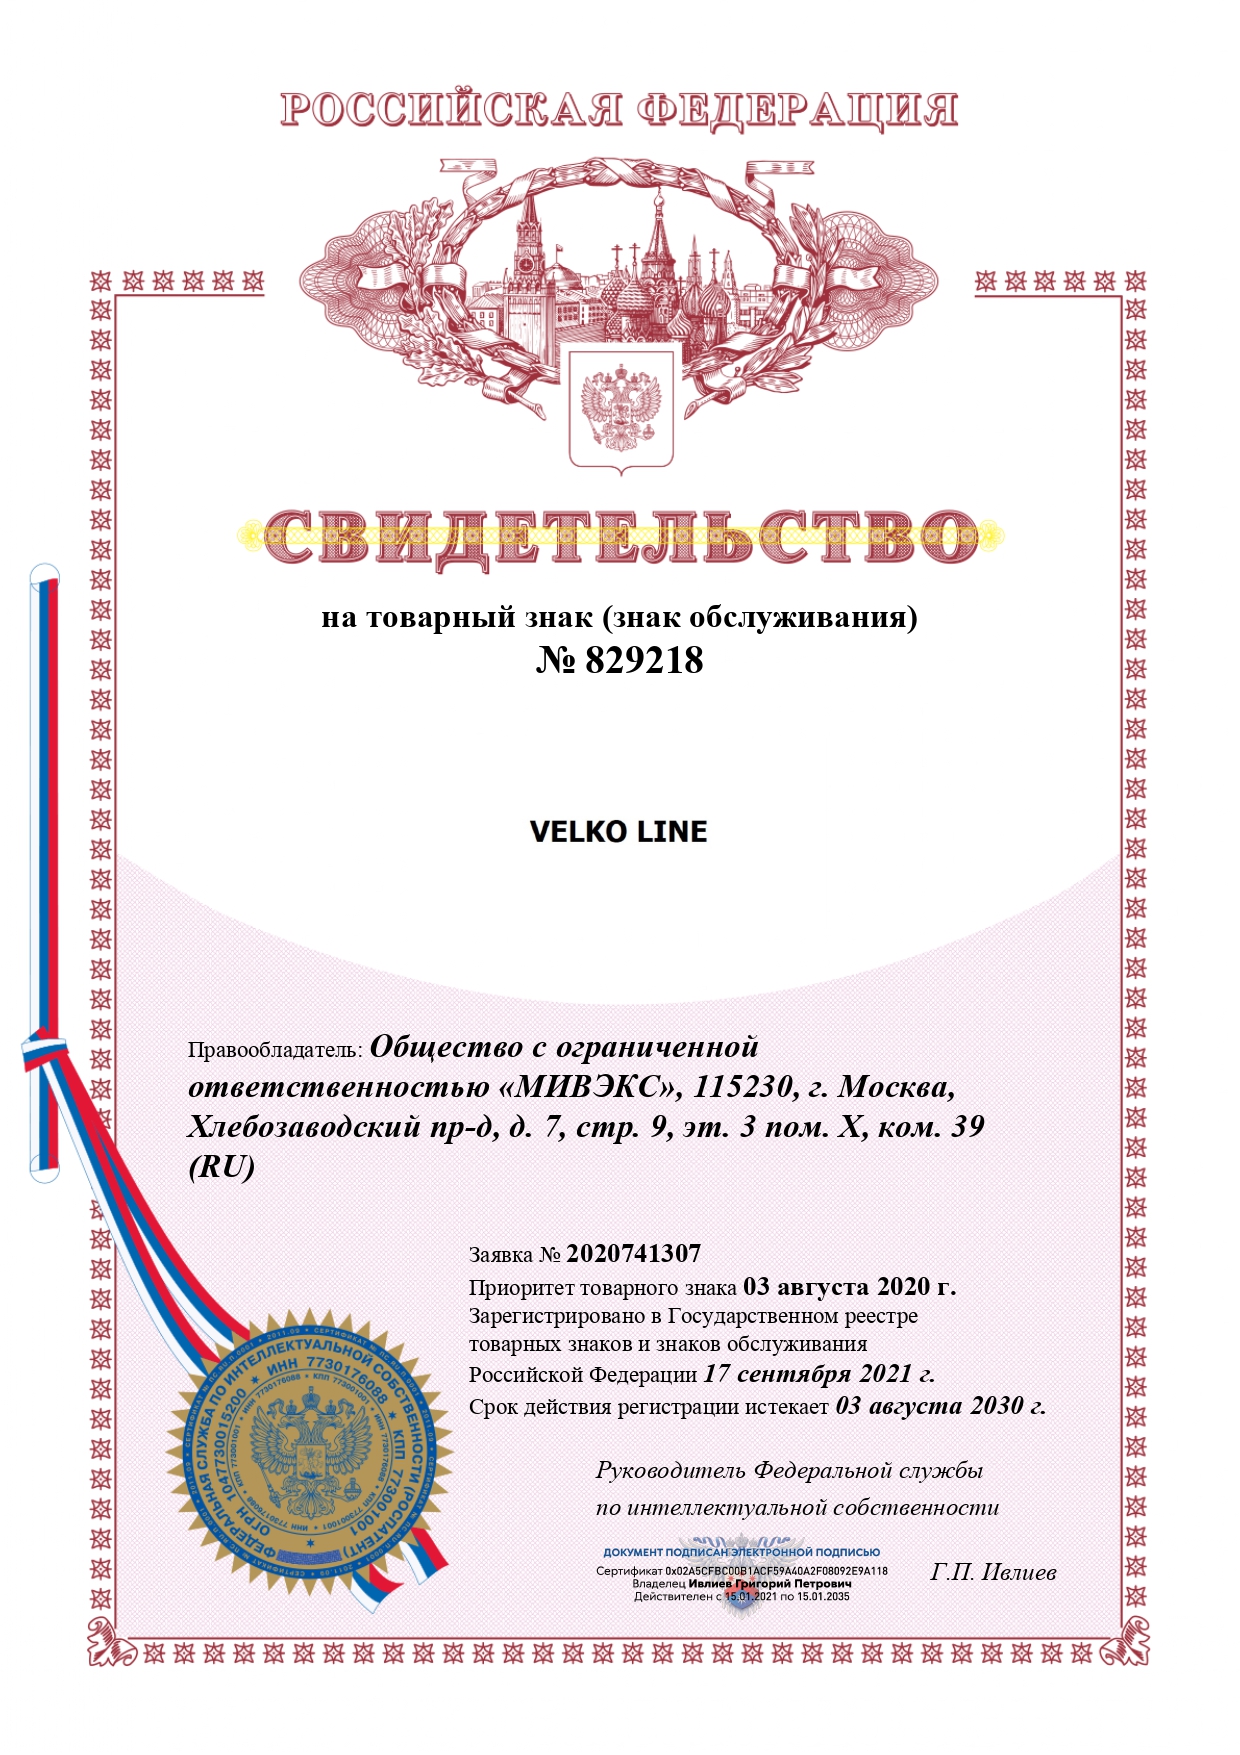 РОССИЙСКАЯ ФЕДЕРАЦИЯ
СВИДЕТЕЛЬСТВО
на товарный знак (знак обслуживания)
№ 829218
VELKO LINE
Правообладатель: Общество с ограниченной
ответственностью «МИВЭКС», 115230, г. Москва,
Хлебозаводский пр-д, д. 7, стр. 9, эт. 3 пом. X, ком. 39
(RU)
Заявка № 2020741307
Приоритет товарного знака 03 августа 2020 г.
Зарегистрировано в Государственном реестре
товарных знаков и знаков обслуживания
Российской Федерации 17 сентября 2021 г.
Срок действия регистрации истекает 03 августа 2030 г.
Руководитель Федеральной службы
по интеллектуальной собственности
ДОКУМЕНТ ПОДПИСАН ЭЛЕКТРОННОЙ ПОДПИСЬЮ
Сертификат 0x02A5CFBC00B1ACF59A40A2F08092E9A118
Владелец Ивлиев Григорий Петрович
Действителен с 15.01.2021 по 15.01.2035
Г.П. Ивлиев
ФЕДЕРАЛЬНАЯ СЛУЖБА ПО ИНТЕЛЛЕКТУАЛЬНОЙ СОБСТВЕННОСТИ (РОСПАТЕНТ)
ОГРН 1047730015200 * ИНН 7730176088 * КПП 773001001 *